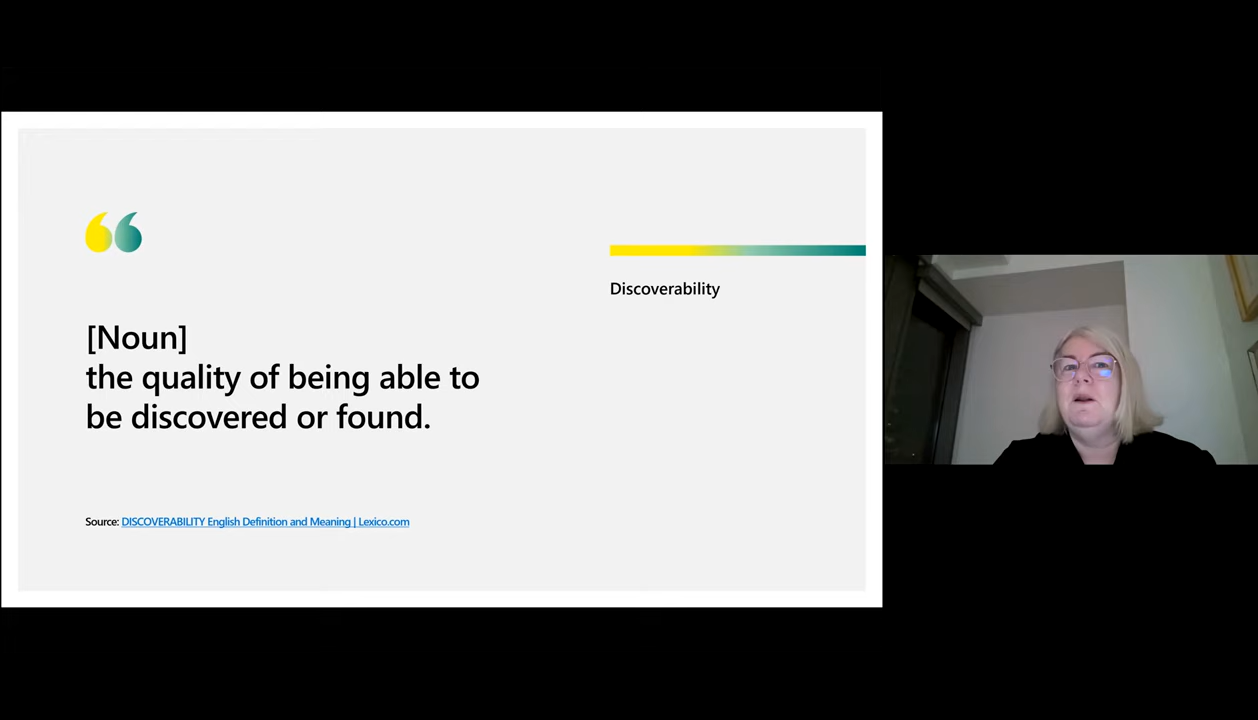 Discoverability
[Noun]
the quality of being able to
be discovered or found.
Source: DISCOVERABILITY English Definition and Meaning | Lexico.com